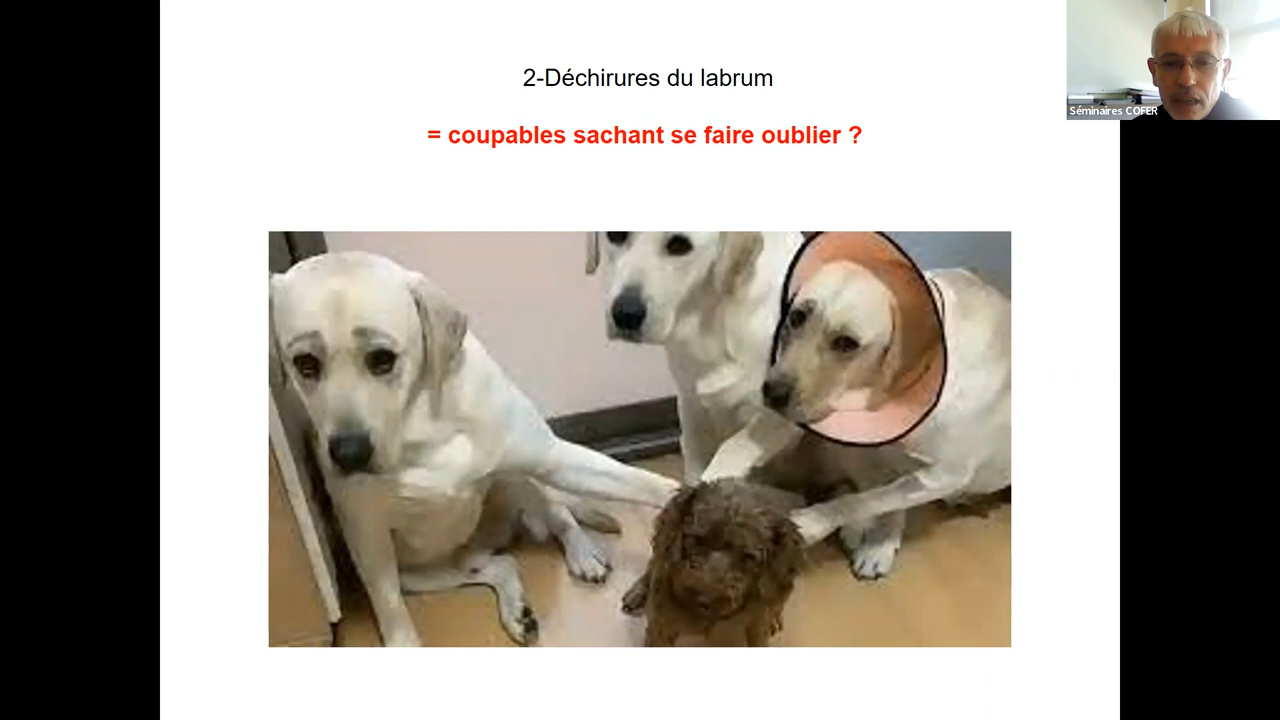 2-Déchirures du labrum
= coupables sachant se faire oublier ?
Séminaires COFER